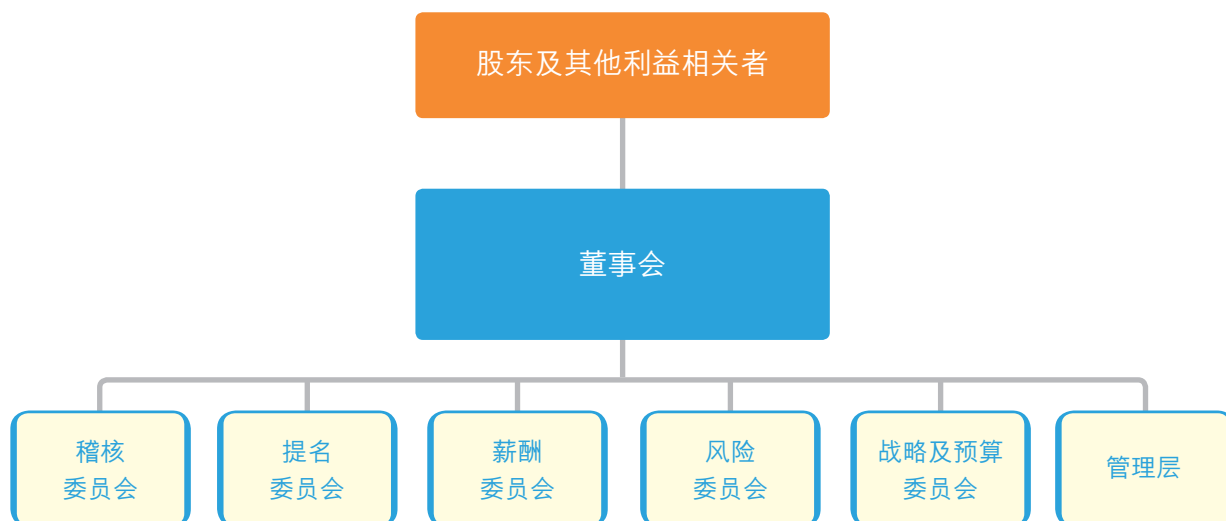 股东及其他利益相关者
董事会
稽核
委员会
提名
委员会
薪酬
委员会
风险
委员会
战略及预算
委员会
管理层